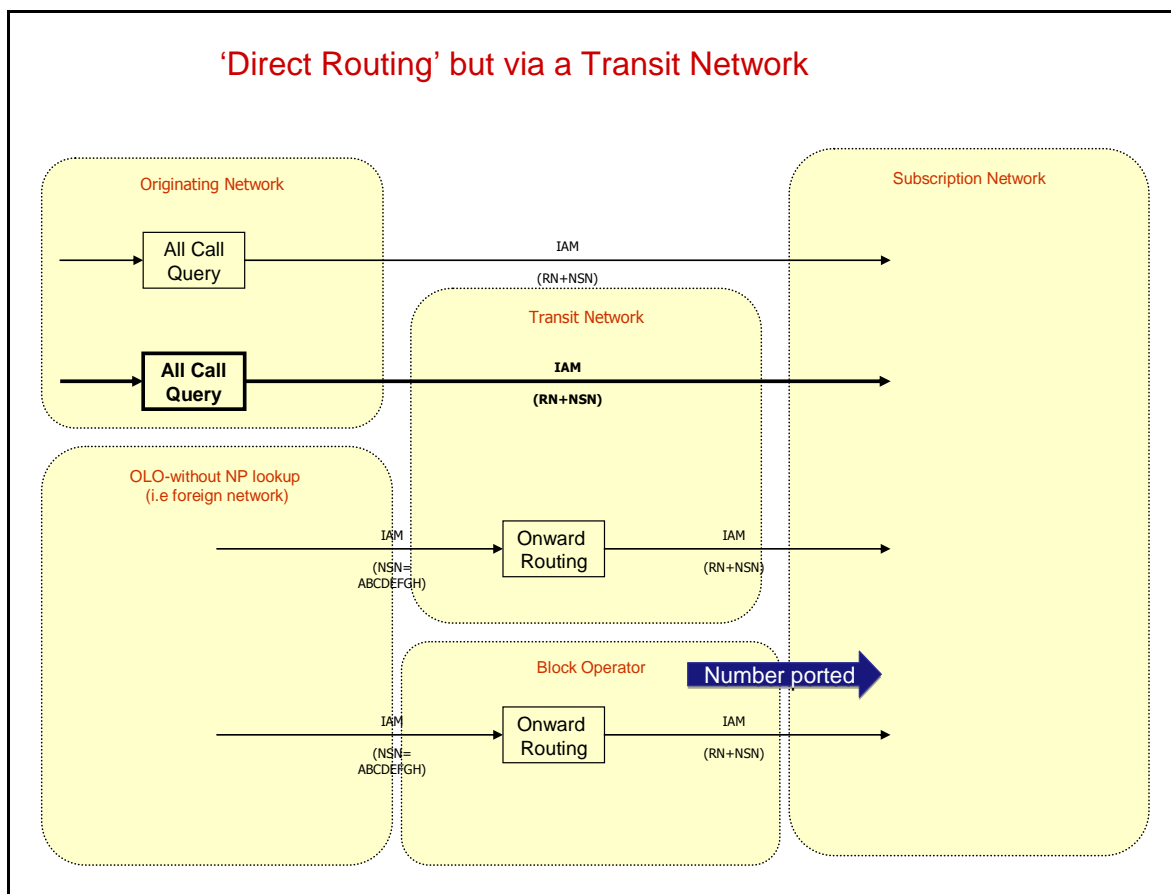 ‘Direct Routing’ but via a Transit Network
Originating Network
Subscription Network
All Call
Query
IAM
(RN+NSN)
Transit Network
All Call
Query
IAM
(RN+NSN)
OLO-without NP lookup
(i.e foreign network)
IAM
(NSN=
ABCDEFGH)
Onward
Routing
IAM
(RN+NSN)
Block Operator
Number ported
IAM
(NSN=
ABCDEFGH)
Onward
Routing
IAM
(RN+NSN)